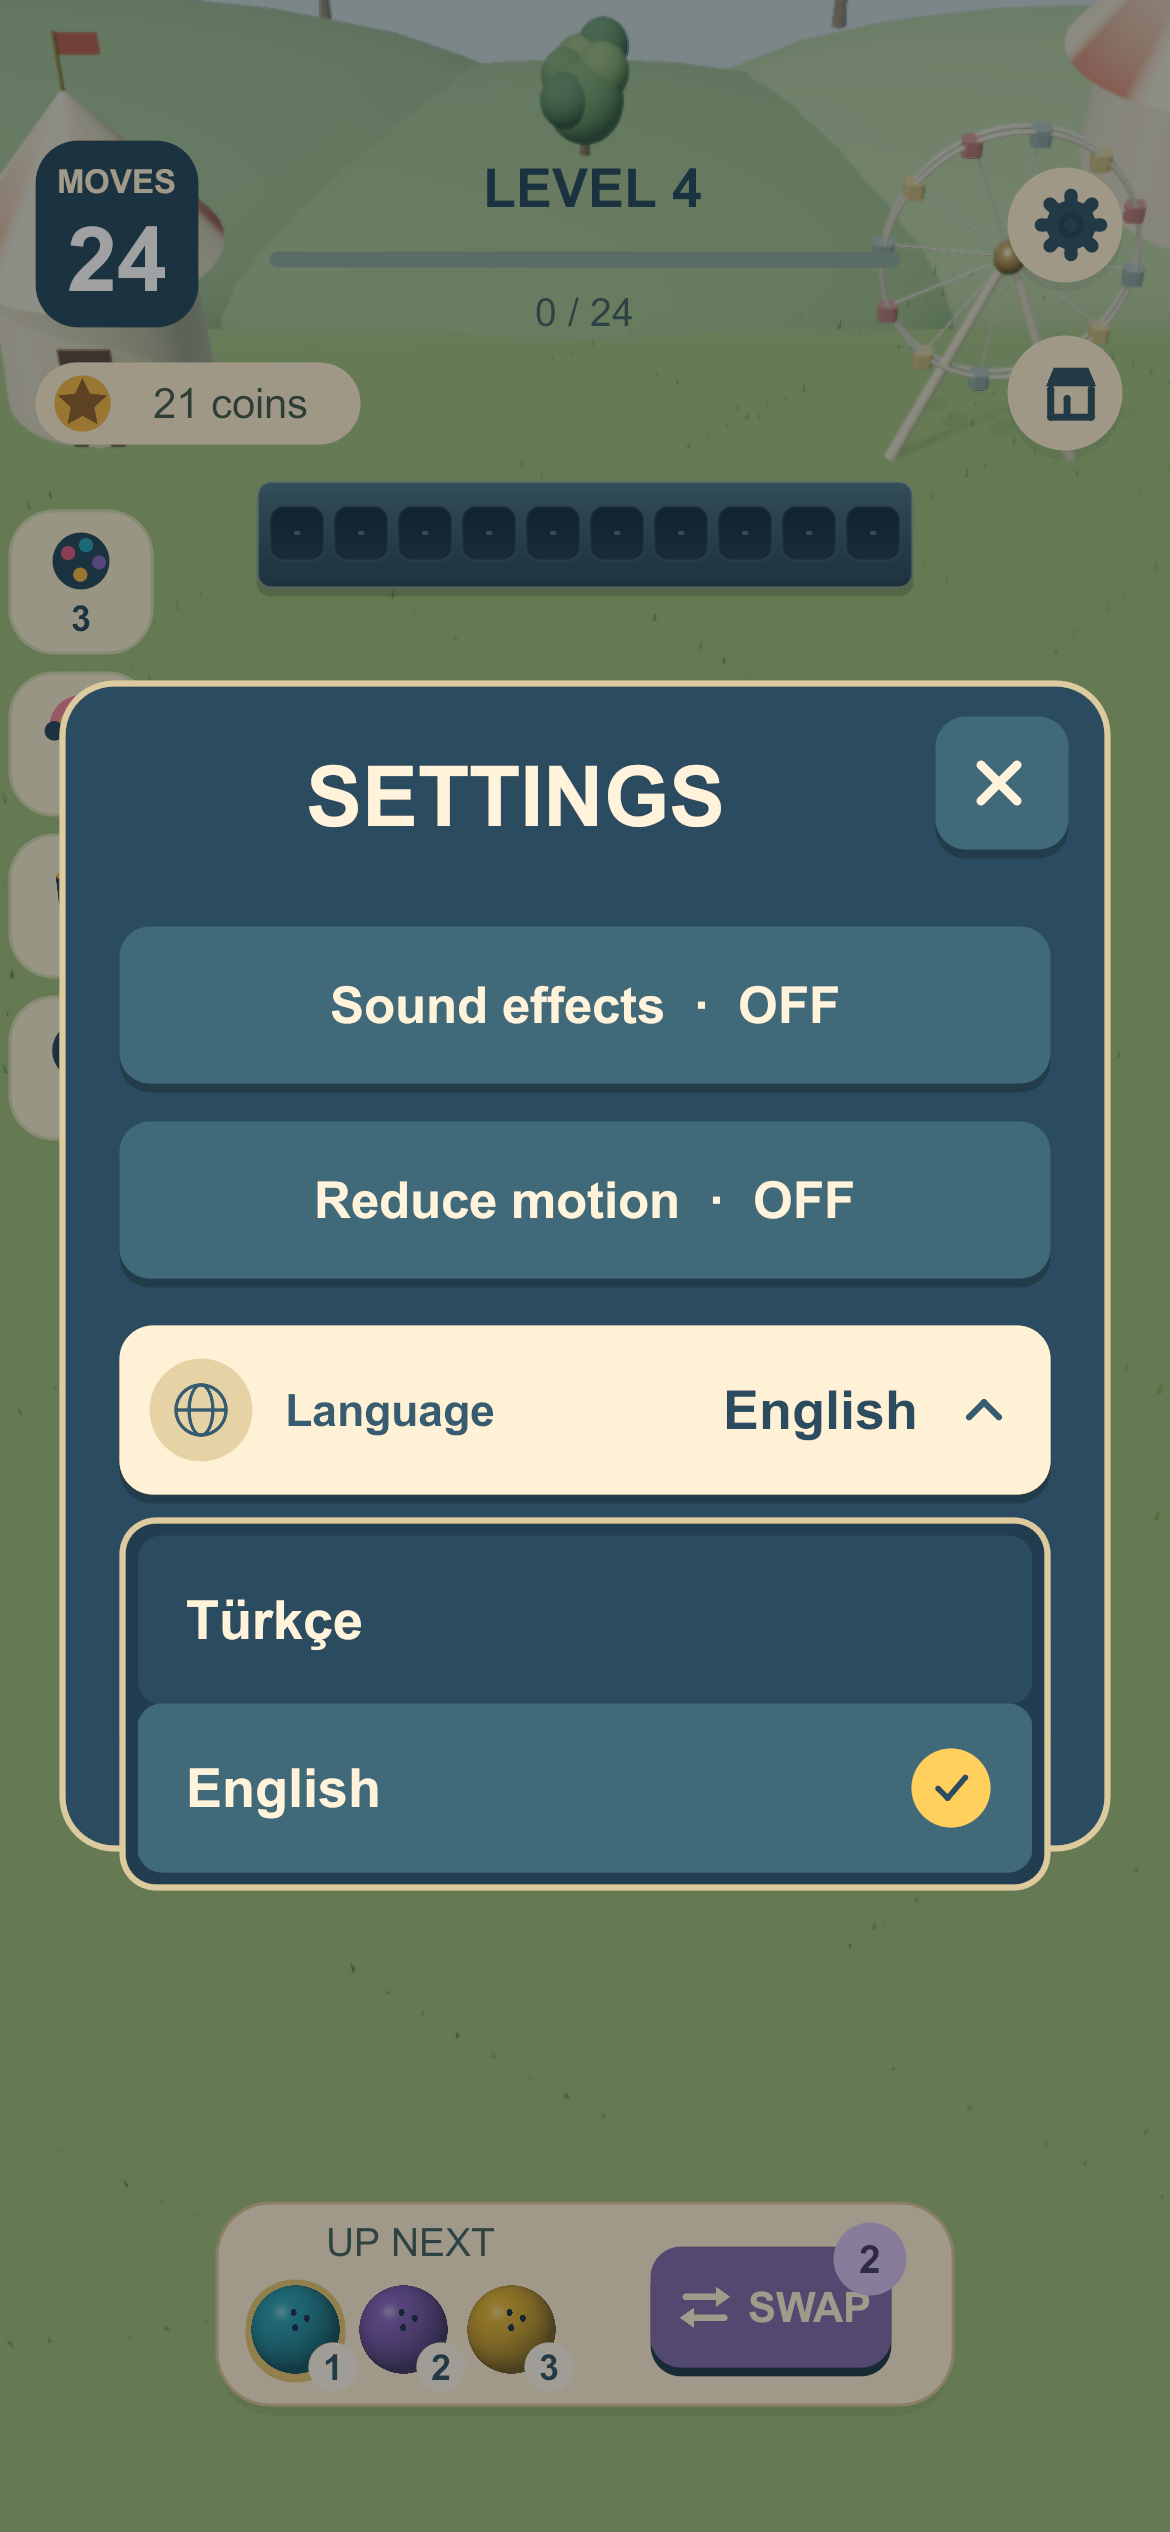 MOVES
24
LEVEL 4
0 / 24
21 coins
3
SETTINGS
Sound effects · OFF
Reduce motion · OFF
Language English
Türkçe
English
UP NEXT
1 2 3
SWAP
2